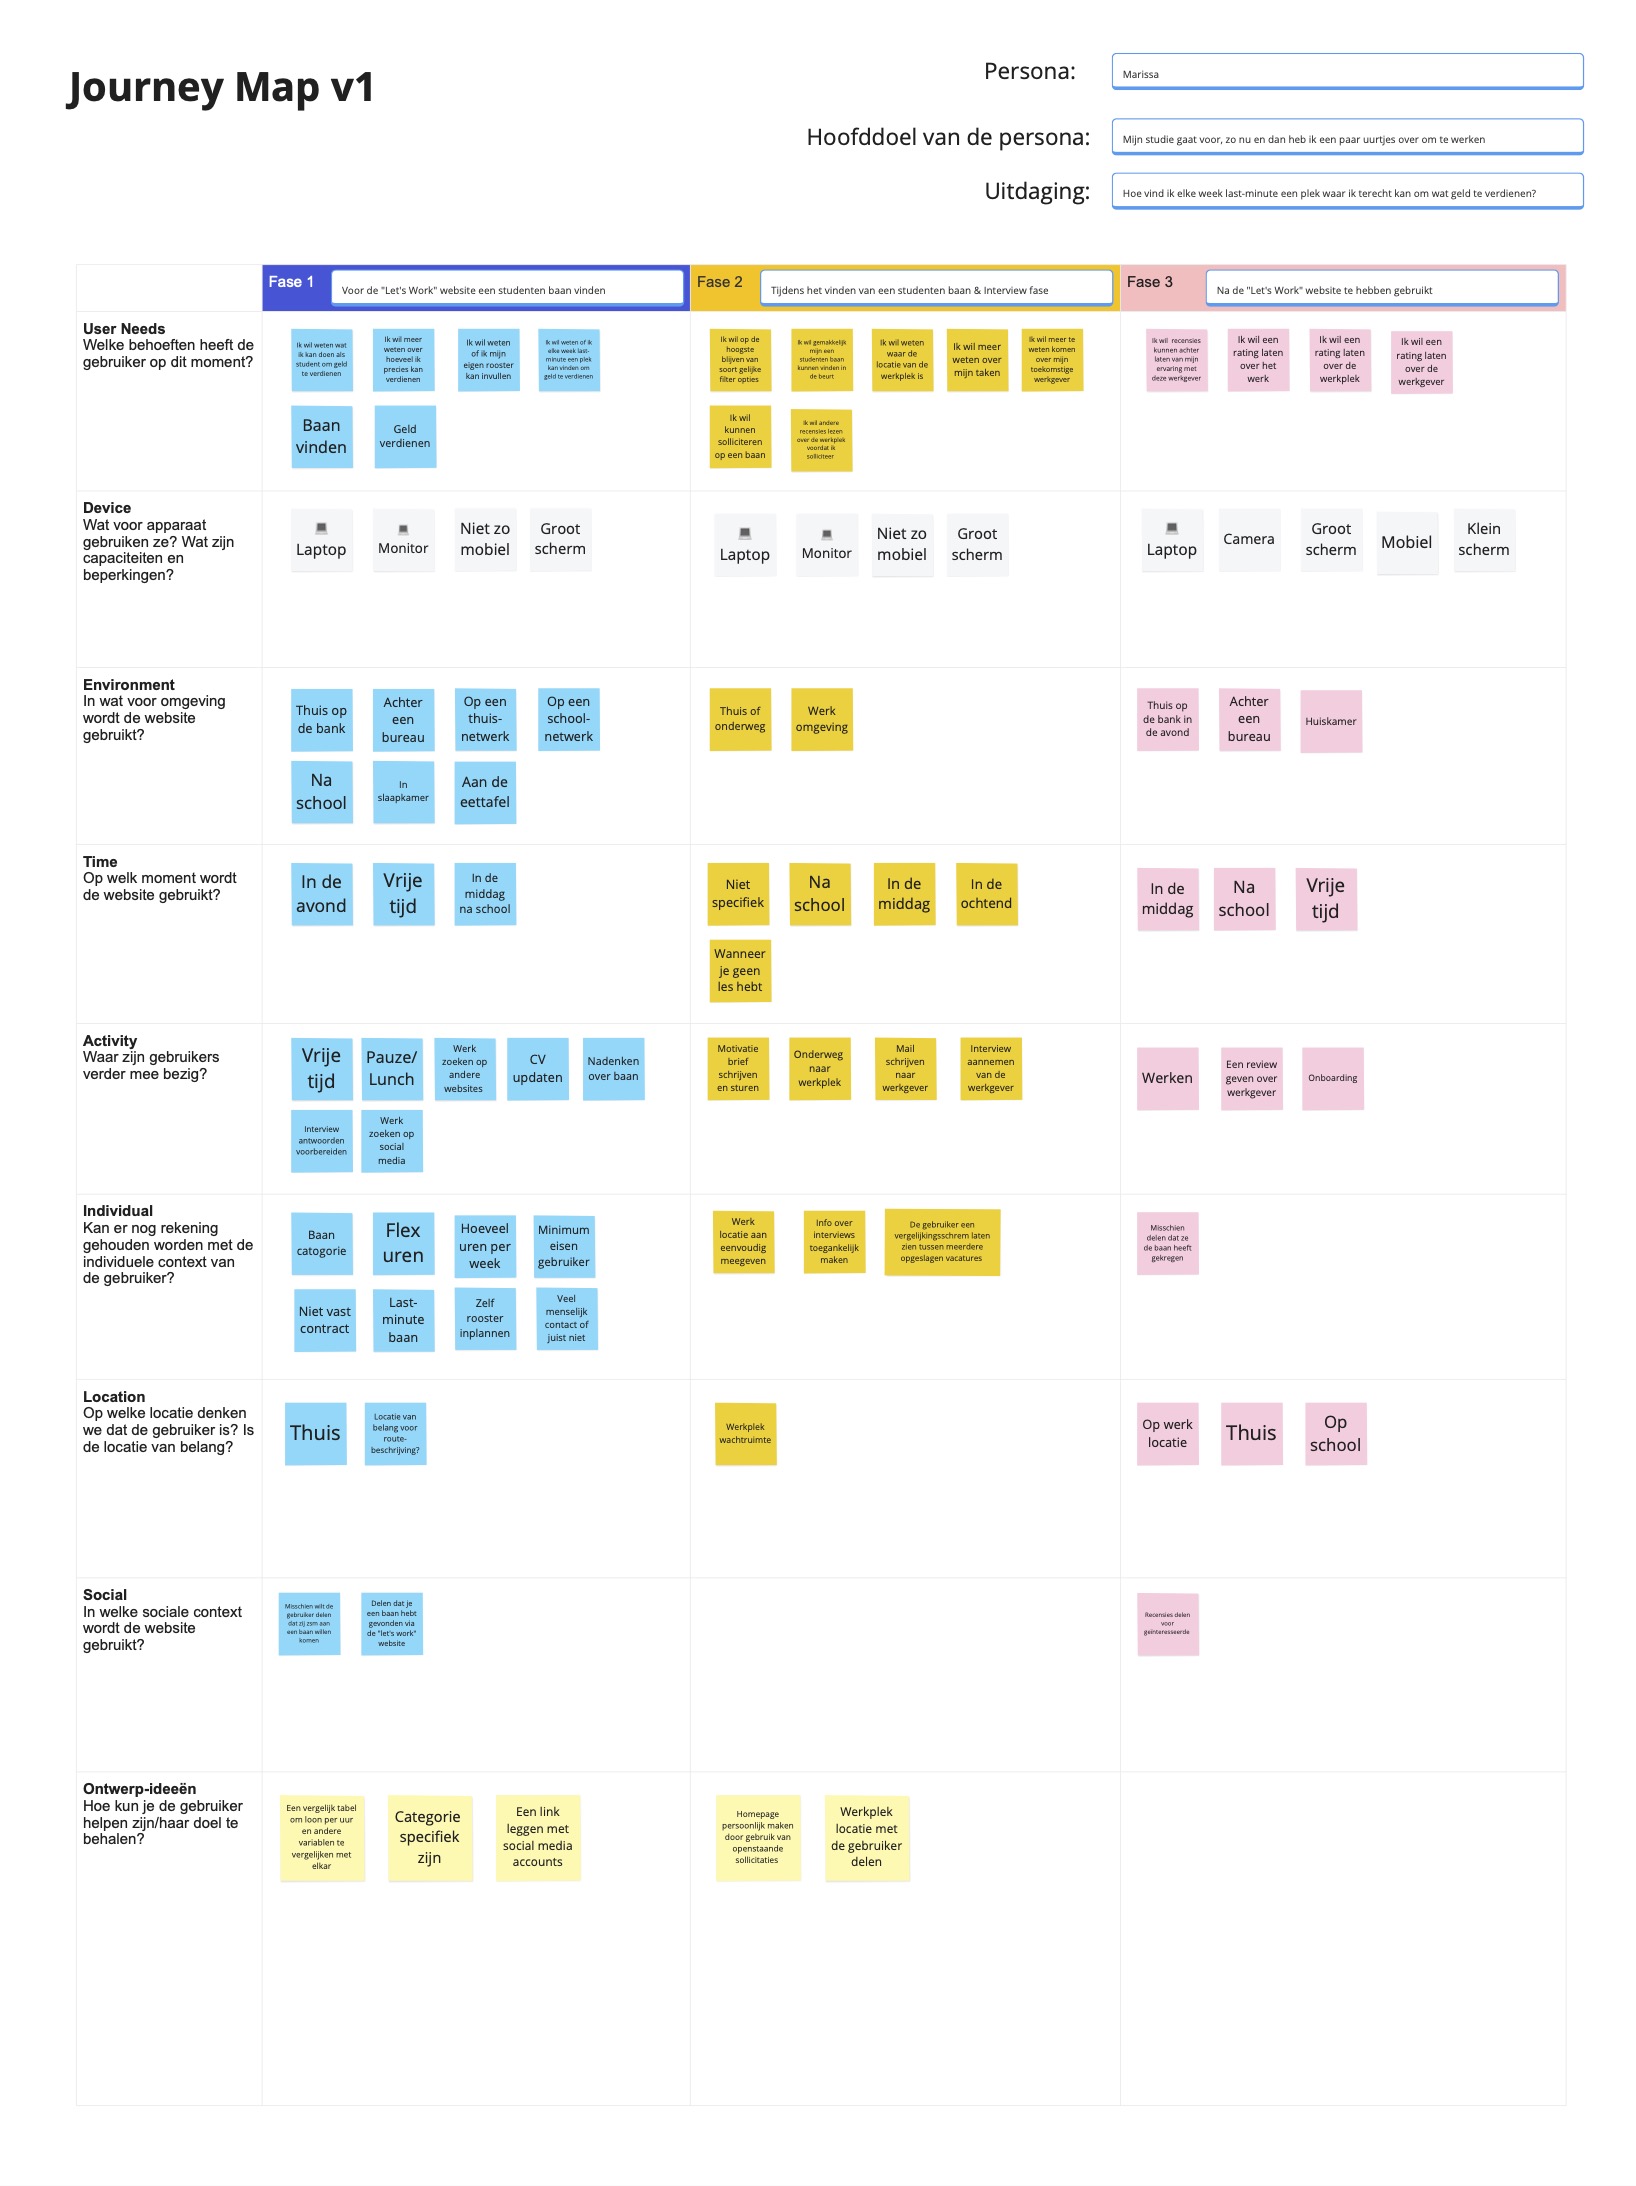 Journey Map v1
Persona:
Marissa
Hoofddoel van de persona:
Mijn studie gaat voor, zo nu en dan heb ik een paar uurtjes over om te werken
Uitdaging:
Hoe vind ik elke week last-minute een plek waar ik terecht kan om wat geld te verdienen?
Fase 1
Voor de "Let's Work" website een studenten baan vinden
Fase 2
Tijdens het vinden van een studenten baan & Interview fase
Fase 3
Na de "Let's Work" website te hebben gebruikt
User Needs
Welke behoeften heeft de
gebruiker op dit moment?
Ik wil weten wat
ik kan doen als
student om geld
te verdienen
Ik wil meer
weten over
hoeveel ik
precies kan
verdienen
Ik wil weten
of ik mijn
eigen rooster
kan invullen
Ik wil weten of ik
elke week last-
minute een plek
kan vinden om
geld te verdienen
Baan
vinden
Geld
verdienen
Ik wil op de
hoogste
blijven van
soort gelijke
filter opties
Ik wil gemakkelijk
mijn een
studenten baan
kunnen vinden in
de beurt
Ik wil weten
waar de
locatie van de
werkplek is
Ik wil meer
weten over
mijn taken
Ik wil meer te
weten komen
over mijn
toekomstige
werkgever
Ik wil
kunnen
solliciteren
op een baan
Ik wil andere
recensies lezen
over de werkplek
voordat ik
solliciteer
Ik wil recensies
kunnen achter
laten van mijn
ervaring met
deze werkgever
Ik wil een
rating laten
over het
werk
Ik wil een
rating laten
over de
werkplek
Ik wil een
rating laten
over de
werkgever
Device
Wat voor apparaat
gebruiken ze? Wat zijn
capaciteiten en
beperkingen?
Laptop
Monitor
Niet zo
mobiel
Groot
scherm
Laptop
Monitor
Niet zo
mobiel
Groot
scherm
Laptop
Camera
Groot
scherm
Mobiel
Klein
scherm
Environment
In wat voor omgeving
wordt de website
gebruikt?
Thuis op
de bank
Achter
een
bureau
Op een
thuis-
netwerk
Op een
school-
netwerk
Na
school
In
slaapkamer
Aan de
eettafel
Thuis of
onderweg
Werk
omgeving
Thuis op
de bank in
de avond
Achter
een
bureau
Huiskamer
Time
Op welk moment wordt
de website gebruikt?
In de
avond
Vrije
tijd
In de
middag
na school
Niet
specifiek
Na
school
In de
middag
In de
ochtend
Wanneer
je geen
les hebt
In de
middag
Na
school
Vrije
tijd
Activity
Waar zijn gebruikers
verder mee bezig?
Vrije
tijd
Pauze/
Lunch
Werk
zoeken op
andere
websites
CV
updaten
Nadenken
over baan
Interview
antwoorden
voorbereiden
Werk
zoeken op
social
media
Motivatie
brief
schrijven
en sturen
Onderweg
naar
werkplek
Mail
schrijven
naar
werkgever
Interview
aannemen
van de
werkgever
Werken
Een review
geven over
werkgever
Onboarding
Individual
Kan er nog rekening
gehouden worden met de
individuele context van
de gebruiker?
Baan
catogorie
Flex
uren
Hoeveel
uren per
week
Minimum
eisen
gebruiker
Niet vast
contract
Last-
minute
baan
Zelf
rooster
inplannen
Veel
menselijk
contact of
juist niet
Werk
locatie aan
eenvoudig
meegeven
Info over
interviews
toegankelijk
maken
De gebruiker een
vergelijkingsschrem laten
zien tussen meerdere
opgeslagen vacatures
Misschien
delen dat ze
de baan heeft
gekregen
Location
Op welke locatie denken
we dat de gebruiker is? Is
de locatie van belang?
Thuis
Locatie van
belang voor
route-
beschrijving?
Werkplek
wachtruimte
Op werk
locatie
Thuis
Op
school
Social
In welke sociale context
wordt de website
gebruikt?
Misschien wilt de
gebruiker delen
dat zij zsm aan
een baan willen
komen
Delen dat je
een baan hebt
gevonden via
de "let's work"
website
Recensies delen
voor
geïnteresseerde
Ontwerp-ideeën
Hoe kun je de gebruiker
helpen zijn/haar doel te
behalen?
Een vergelijk tabel
om loon per uur
en andere
variablen te
vergelijken met
elkar
Categorie
specifiek
zijn
Een link
leggen met
social media
accounts
Homepage
persoonlijk maken
door gebruik van
openstaande
sollicitaties
Werkplek
locatie met
de gebruiker
delen